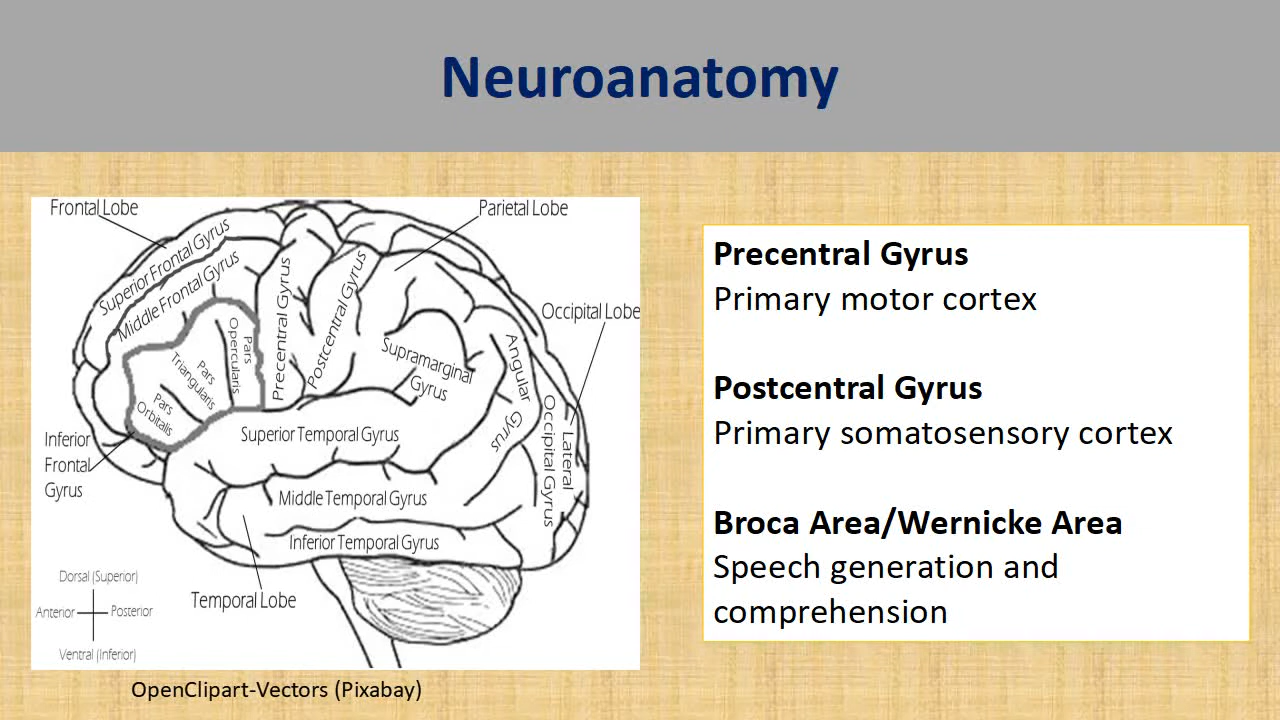 Neuroanatomy
Frontal Lobe
Parietal Lobe
Superior Frontal Gyrus
Middle Frontal Gyrus
Precentral Gyrus
Postcentral Gyrus
Occipital Lobe
Pars
Opercularis
Pars
Triangularis
Pars
Orbitalis
Supramarginal
Gyrus
Angular
Gyrus
Lateral
Occipital Gyrus
Superior Temporal Gyrus
Inferior
Frontal
Gyrus
Middle Temporal Gyrus
Inferior Temporal Gyrus
Temporal Lobe
Dorsal (Superior)
Anterior
Posterior
Ventral (Inferior)
OpenClipart-Vectors (Pixabay)
Precentral Gyrus
Primary motor cortex
Postcentral Gyrus
Primary somatosensory cortex
Broca Area/Wernicke Area
Speech generation and
comprehension